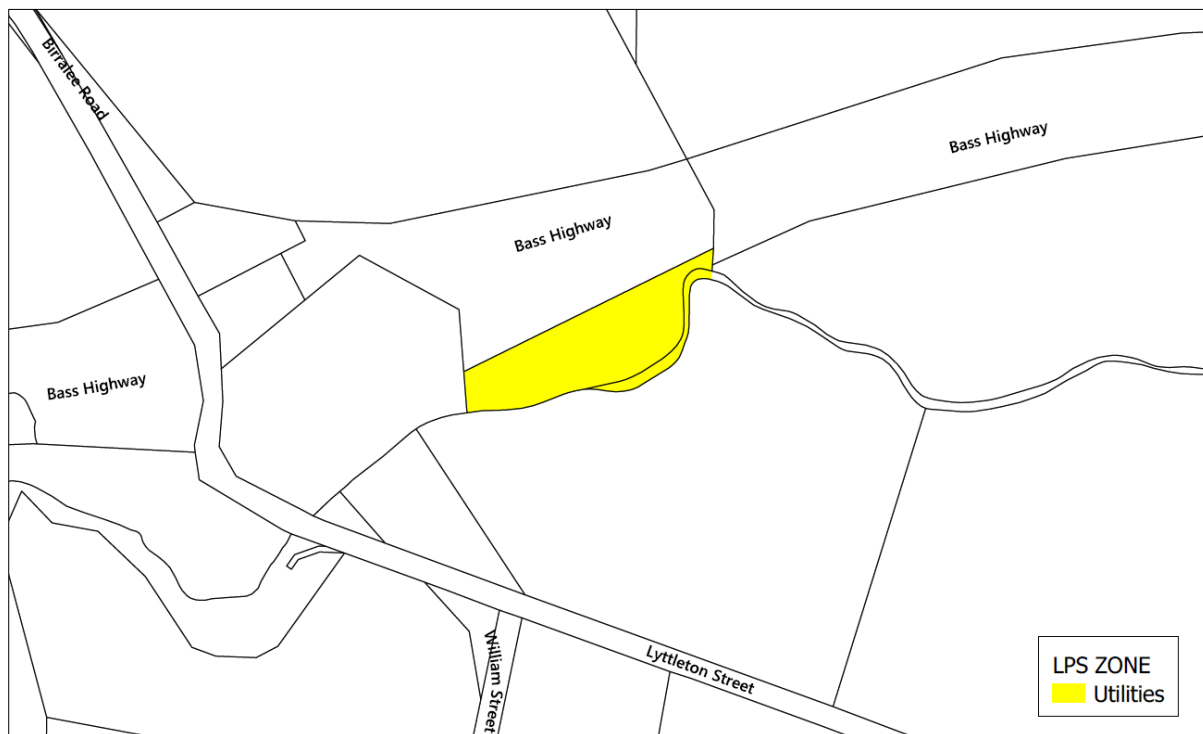 Birralee Road
Bass Highway
Bass Highway
Bass Highway
William Street
Lyttleton Street
LPS ZONE
Utilities